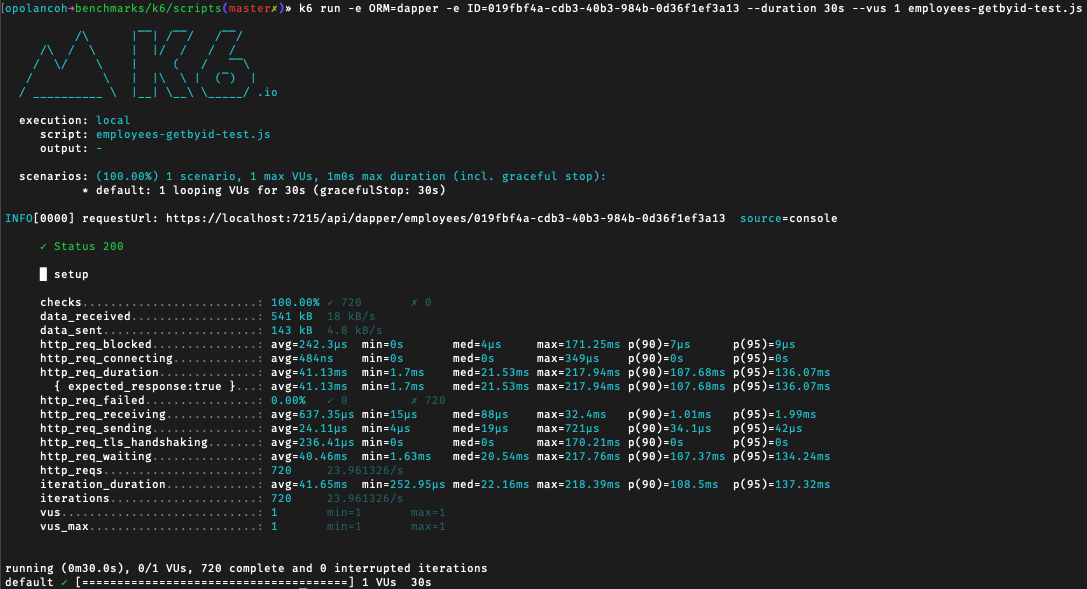 [opolancoh→benchmarks/k6/scripts(master✗)» k6 run -e ORM=dapper -e ID=019fbf4a-cdb3-40b3-984b-0d36f1ef3a13 --duration 30s --vus 1 employees-getbyid-test.js
          /\      |‾‾| /‾‾/   /‾‾/
     /\  /  \     |  |/  /   /  /
    /  \/    \    |     (   /   ‾‾\
   /          \   |  |\  \ |  (‾)  |
  / __________ \  |__| \__\ \_____/ .io
execution: local
script: employees-getbyid-test.js
output: -
scenarios: (100.00%) 1 scenario, 1 max VUs, 1m0s max duration (incl. graceful stop):
* default: 1 looping VUs for 30s (gracefulStop: 30s)
INFO[0000] requestUrl: https://localhost:7215/api/dapper/employees/019fbf4a-cdb3-40b3-984b-0d36f1ef3a13  source=console
✓ Status 200
█ setup
checks.........................: 100.00% ✓ 720       ✗ 0
data_received..................: 541 kB  18 kB/s
data_sent......................: 143 kB  4.8 kB/s
http_req_blocked...............: avg=242.3µs  min=0s       med=4µs     max=171.25ms p(90)=7µs      p(95)=9µs
http_req_connecting............: avg=484ns    min=0s       med=0s      max=349µs    p(90)=0s       p(95)=0s
http_req_duration..............: avg=41.13ms  min=1.7ms    med=21.53ms max=217.94ms p(90)=107.68ms p(95)=136.07ms
{ expected_response:true }...: avg=41.13ms  min=1.7ms    med=21.53ms max=217.94ms p(90)=107.68ms p(95)=136.07ms
http_req_failed................: 0.00%   ✓ 0         ✗ 720
http_req_receiving.............: avg=637.35µs min=15µs     med=88µs    max=32.4ms   p(90)=1.01ms   p(95)=1.99ms
http_req_sending...............: avg=24.11µs  min=4µs      med=19µs    max=721µs    p(90)=34.1µs   p(95)=42µs
http_req_tls_handshaking.......: avg=236.41µs min=0s       med=0s      max=170.21ms p(90)=0s       p(95)=0s
http_req_waiting...............: avg=40.46ms  min=1.63ms   med=20.54ms max=217.76ms p(90)=107.37ms p(95)=134.24ms
http_reqs......................: 720     23.961326/s
iteration_duration.............: avg=41.65ms  min=252.95µs med=22.16ms max=218.39ms p(90)=108.5ms  p(95)=137.32ms
iterations.....................: 720     23.961326/s
vus............................: 1       min=1       max=1
vus_max........................: 1       min=1       max=1
running (0m30.0s), 0/1 VUs, 720 complete and 0 interrupted iterations
default ✓ [======================================] 1 VUs  30s